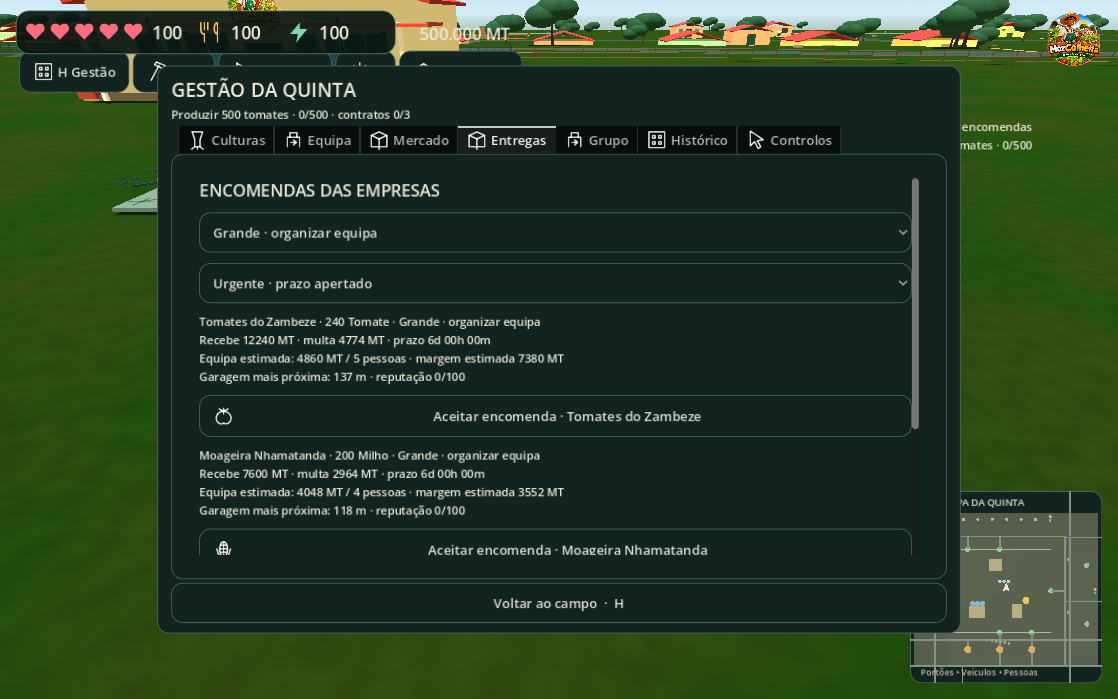 100 100 100 500.000 MT
MozColheita
H Gestão
GESTÃO DA QUINTA
Produzir 500 tomates · 0/500 · contratos 0/3
Culturas Equipa Mercado Entregas Grupo Histórico Controlos
encomendas
mates · 0/500
ENCOMENDAS DAS EMPRESAS
Grande · organizar equipa
Urgente · prazo apertado
Tomates do Zambeze · 240 Tomate · Grande · organizar equipa
Recebe 12240 MT · multa 4774 MT · prazo 6d 00h 00m
Equipa estimada: 4860 MT / 5 pessoas · margem estimada 7380 MT
Garagem mais próxima: 137 m · reputação 0/100
Aceitar encomenda · Tomates do Zambeze
Moageira Nhamatanda · 200 Milho · Grande · organizar equipa
Recebe 7600 MT · multa 2964 MT · prazo 6d 00h 00m
Equipa estimada: 4048 MT / 4 pessoas · margem estimada 3552 MT
Garagem mais próxima: 118 m · reputação 0/100
Aceitar encomenda · Moageira Nhamatanda
Voltar ao campo · H
PA DA QUINTA
Portões • Veículos • Pessoas